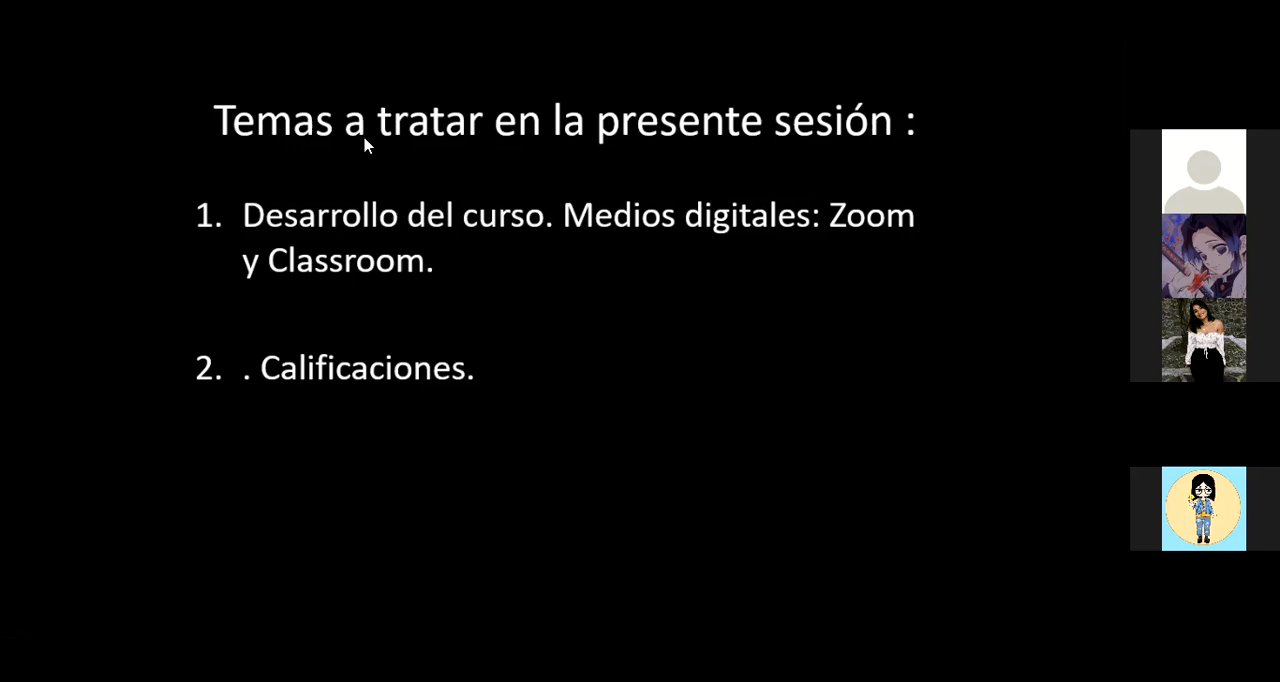 Temas a tratar en la presente sesión :
1. Desarrollo del curso. Medios digitales: Zoom
y Classroom.
2. . Calificaciones.